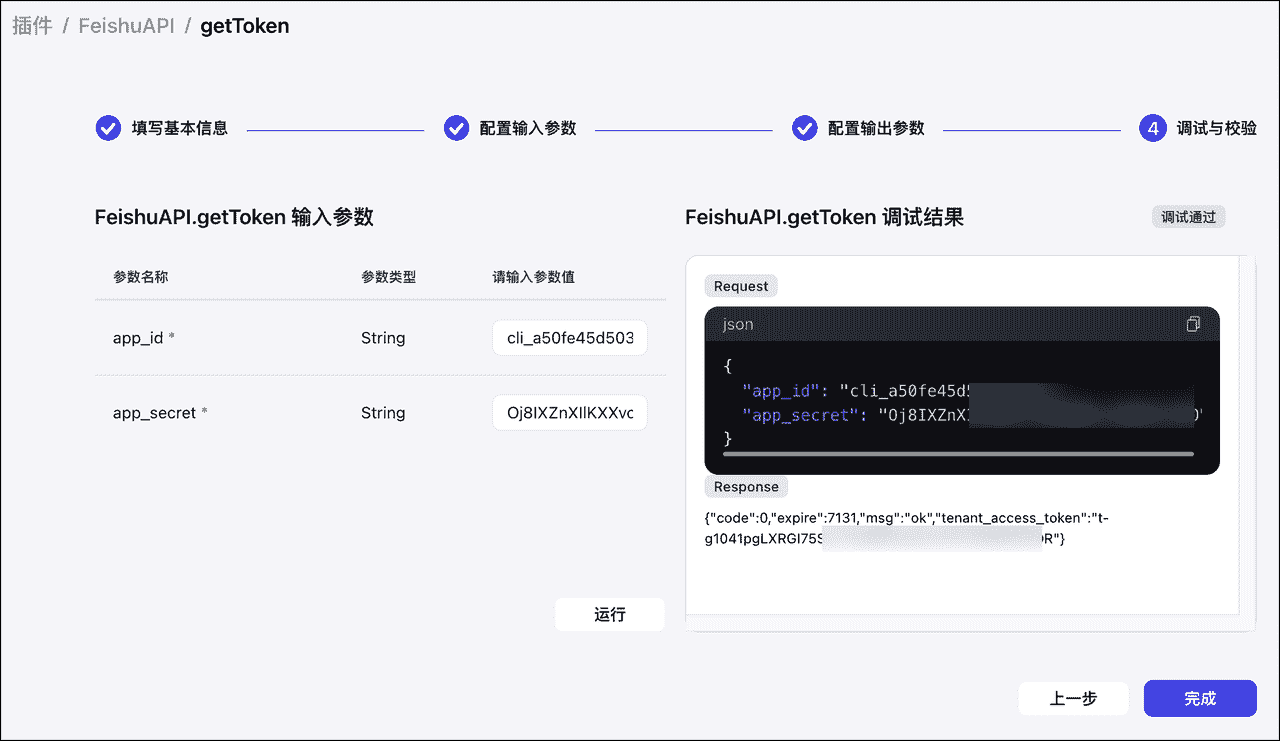 插件 / FeishuAPI / getToken
填写基本信息
配置输入参数
配置输出参数
4 调试与校验
FeishuAPI.getToken 输入参数
参数名称 参数类型 请输入参数值
app_id * String cli_a50fe45d503
app_secret * String
运行
FeishuAPI.getToken 调试结果
调试通过
Request
json
{
"app_id": "cli_a50fe45d5
"app_secret":
}
Response
{"code":0,"expire":7131,"msg":"ok","tenant_access_token":"t-
R"}
上一步 完成